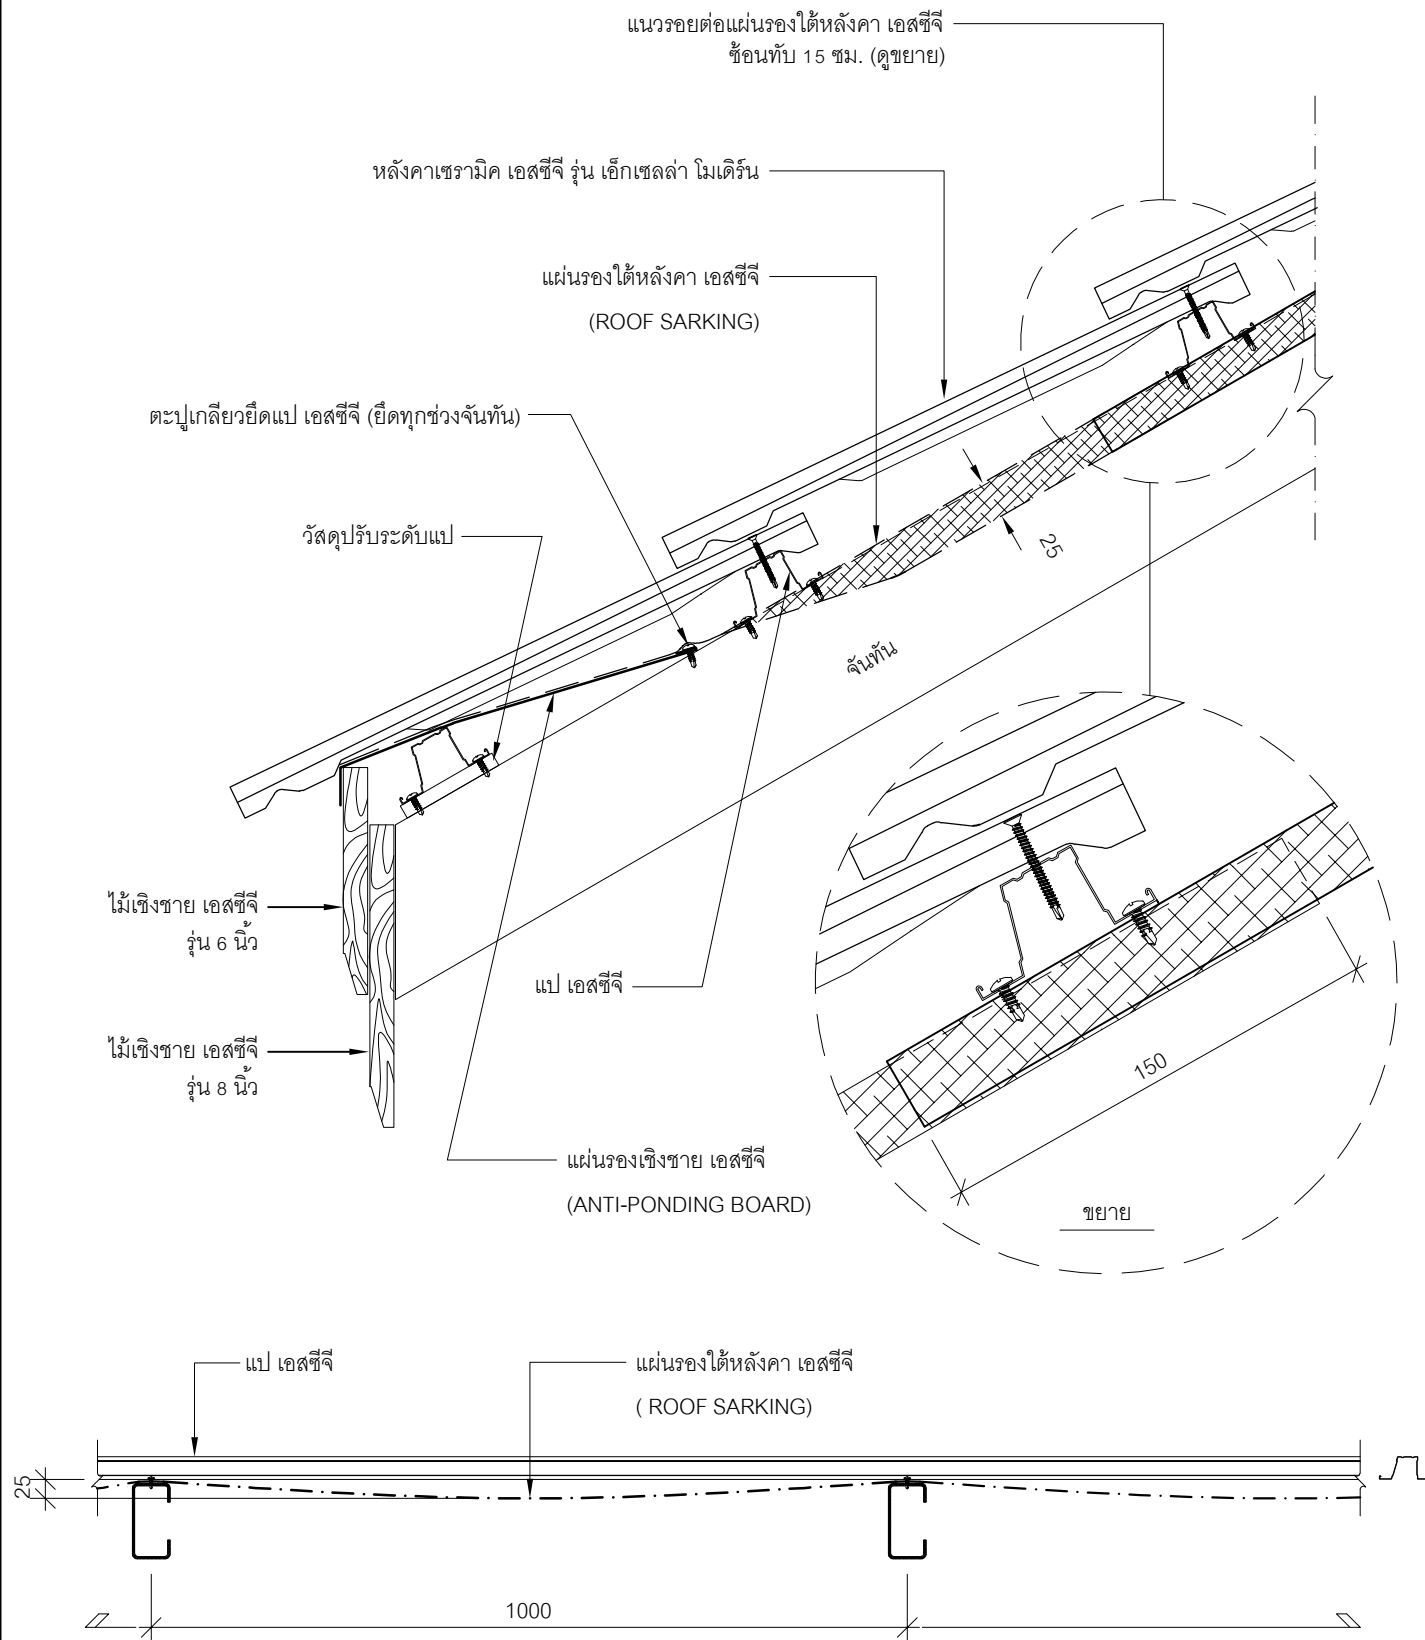 แนวรอยต่อแผ่นรองใต้หลังคา เอสซีจี
ซ้อนทับ 15 ซม. (ดูขยาย)
หลังคาเซรามิค เอสซีจี รุ่น เอ็กเซลล่า โมเดิร์น
แผ่นรองใต้หลังคา เอสซีจี
(ROOF SARKING)
ตะปูเกลียวยึดแป เอสซีจี (ยึดทุกช่วงจันทัน)
วัสดุปรับระดับแป
25
จันทัน
ไม้เชิงชาย เอสซีจี
รุ่น 6 นิ้ว
แป เอสซีจี
ไม้เชิงชาย เอสซีจี
รุ่น 8 นิ้ว
150
แผ่นรองเชิงชาย เอสซีจี
(ANTI-PONDING BOARD)
ขยาย
แป เอสซีจี
แผ่นรองใต้หลังคา เอสซีจี
( ROOF SARKING)
25
1000